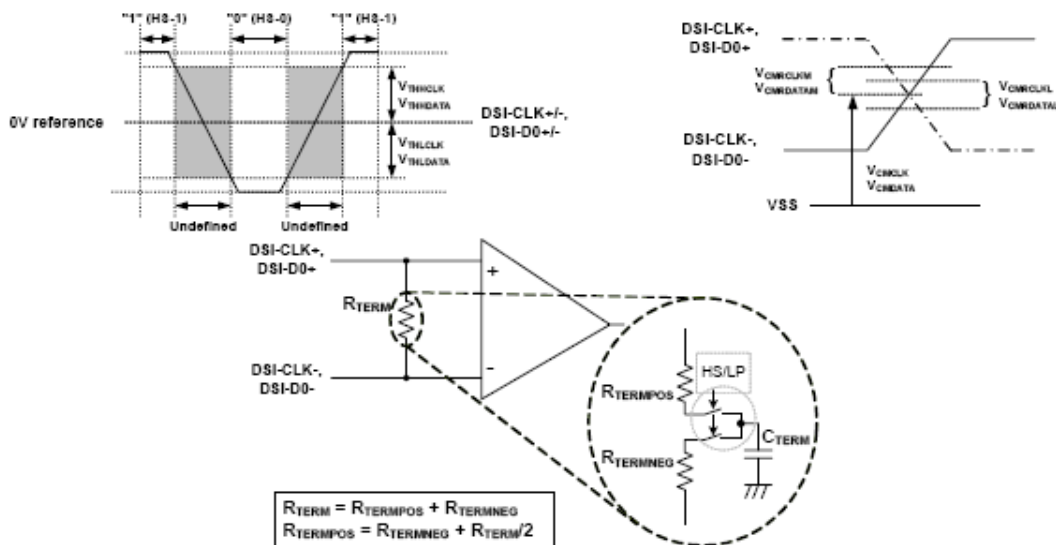 "1" (HS-1) "0" (HS-0) "1" (HS-1)
0V reference
VTHHCLK
VTHHDATA
VTHLCLK
VTHLDATA
DSI-CLK+/-,
DSI-D0+/-
Undefined Undefined
DSI-CLK+,
DSI-D0+
VCMRCLKM
VCMRDATAM
VCMRCLKL
VCMRDATAL
DSI-CLK-,
DSI-D0-
VCMCLK
VCMDATA
VSS
DSI-CLK+,
DSI-D0+
RTERM
+
-
DSI-CLK-,
DSI-D0-
HS/LP
RTERMPOS
CTERM
RTERMNEG
RTERM = RTERMPOS + RTERMNEG
RTERMPOS = RTERMNEG + RTERM/2